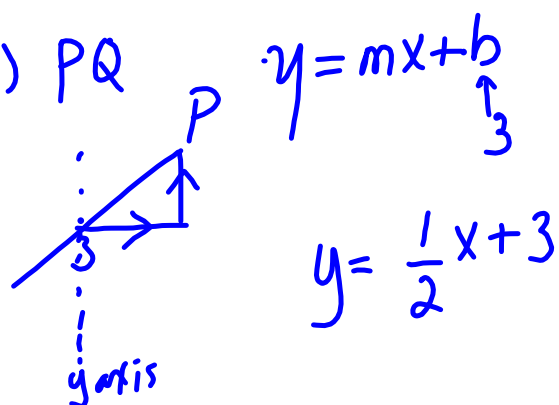 ) PQ
y = mx + b
3
P
3
y = 1/2 x + 3
y axis